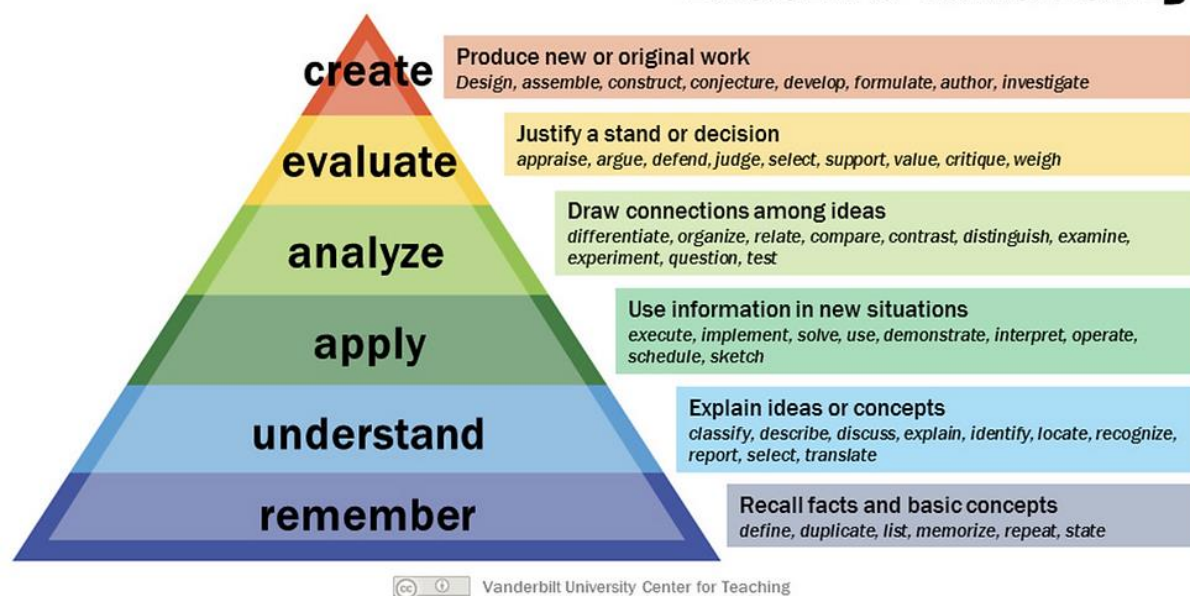 create
Produce new or original work
Design, assemble, construct, conjecture, develop, formulate, author, investigate
evaluate
Justify a stand or decision
appraise, argue, defend, judge, select, support, value, critique, weigh
analyze
Draw connections among ideas
differentiate, organize, relate, compare, contrast, distinguish, examine,
experiment, question, test
apply
Use information in new situations
execute, implement, solve, use, demonstrate, interpret, operate,
schedule, sketch
understand
Explain ideas or concepts
classify, describe, discuss, explain, identify, locate, recognize,
report, select, translate
remember
Recall facts and basic concepts
define, duplicate, list, memorize, repeat, state
cc
Vanderbilt University Center for Teaching